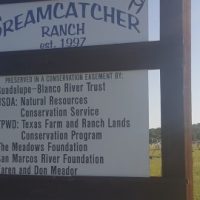 DREAMCATCHER
RANCH
est. 1997
PRESERVED IN A CONSERVATION EASEMENT BY:
Guadalupe-Blanco River Trust
USDA: Natural Resources
Conservation Service
TPWD: Texas Farm and Ranch Lands
Conservation Program
The Meadows Foundation
San Marcos River Foundation
Karen and Don Meador